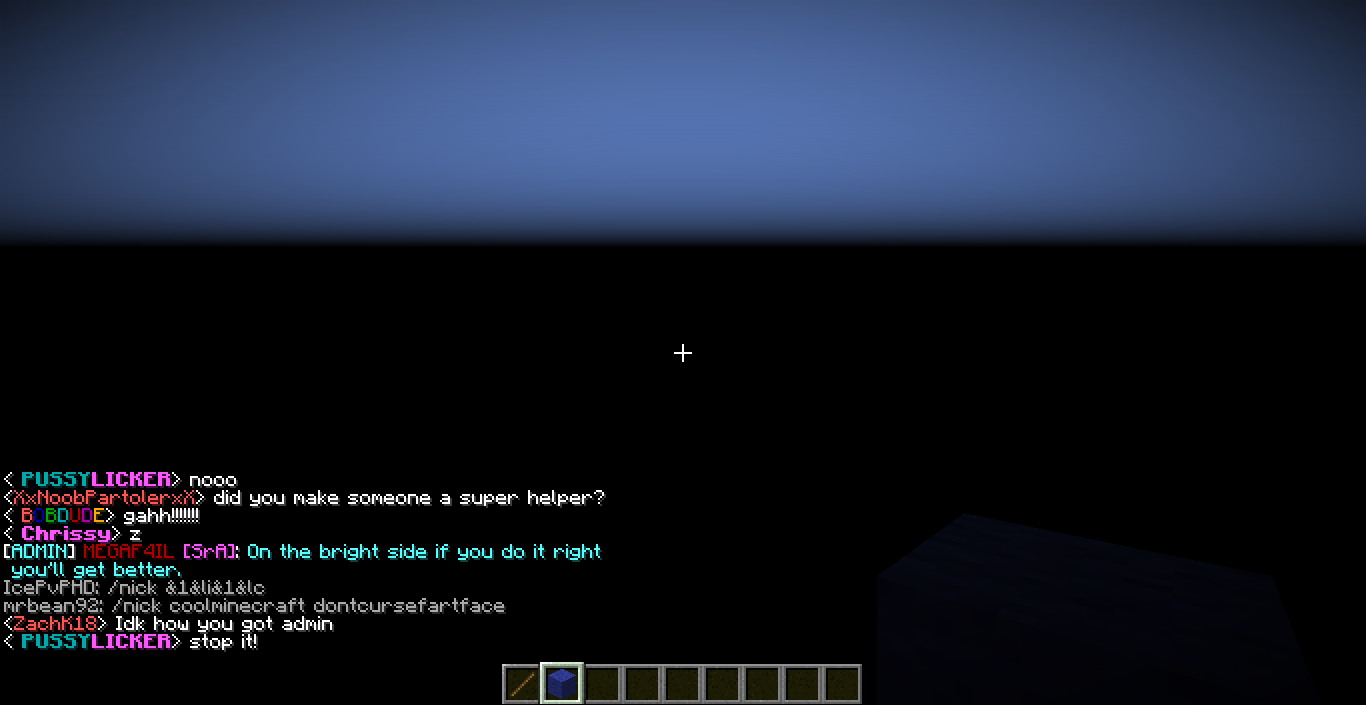 < PUSSYLICKER> nooo
<XxNoobPartolerxX> did you make someone a super helper?
< BOBDUDE> gahh!!!!!!!
< Chrissy> z
[ADMIN] MEGAF4IL [SrA]: On the bright side if you do it right
you'll get better.
IcePvPHD: /nick &1&li&1&lc
mrbean92: /nick coolminecraft dontcursefartface
<ZachK18> Idk how you got admin
< PUSSYLICKER> stop it!